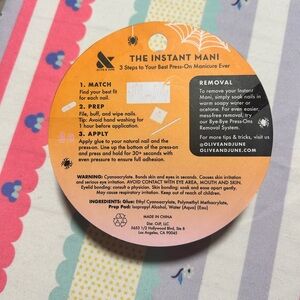 THE INSTANT MANI
3 Steps to Your Best Press-On Manicure Ever
1. MATCH
Find your best fit
for each nail.
2. PREP
File, buff, and wipe nails.
Tip: Avoid hand washing for
1 hour before application.
3. APPLY
Apply glue to your natural nail and the
press-on. Line up the bottom of the press-on
and press and hold for 30+ seconds with
even pressure to ensure full adhesion.
REMOVAL
To remove your Instant
Mani, simply soak nails in
warm soapy water or
acetone. For even easier,
mess-free removal, try
our Bye-Bye Press-Ons
Removal System.
For more tips & tricks, visit us
@OLIVEANDJUNE
OLIVEANDJUNE.COM
WARNING: Cyanoacrylate. Bonds skin and eyes in seconds. Causes skin irritation
and serious eye irritation. AVOID CONTACT WITH EYE AREA, MOUTH AND SKIN.
Eyelid bonding: consult a physician. Skin bonding: soak and ease apart gently.
May cause respiratory irritation. Keep out of reach of children.
INGREDIENTS: Glue: Ethyl Cyanoacrylate, Polymethyl Methacrylate,
Prep Pad: Isopropyl Alcohol, Water (Aqua) (Eau)
MADE IN CHINA
Dist. O&J, LLC
Los Angeles, CA 90045